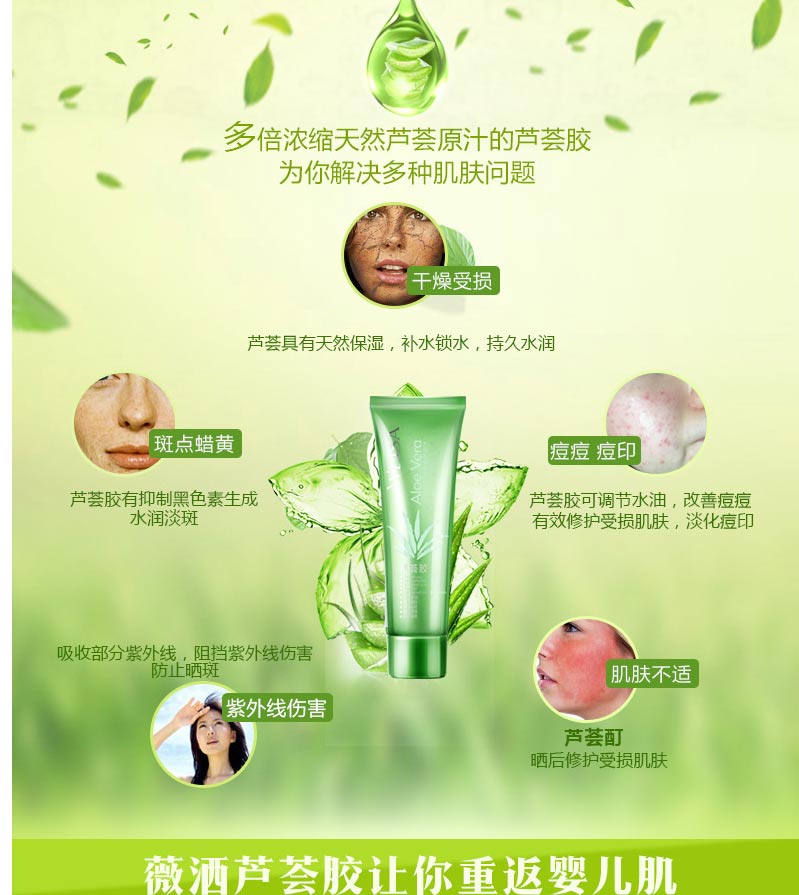 多倍浓缩天然芦荟原汁的芦荟胶
为你解决多种肌肤问题
干燥受损
芦荟具有天然保湿，补水锁水，持久水润
斑点蜡黄
芦荟胶有抑制黑色素生成
水润淡斑
痘痘 痘印
芦荟胶可调节水油，改善痘痘
有效修护受损肌肤，淡化痘印
Aloe Vera
荟胶
吸收部分紫外线，阻挡紫外线伤害
防止晒斑
紫外线伤害
肌肤不适
芦荟酊
晒后修护受损肌肤
薇洒芦荟胶让你重返婴儿肌